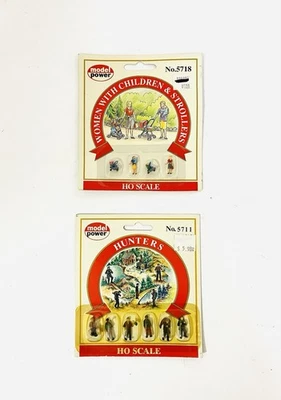 model
power
No.5718
WOMEN WITH CHILDREN & STROLLERS
HO SCALE
model
power
No.5711
HUNTERS
HO SCALE